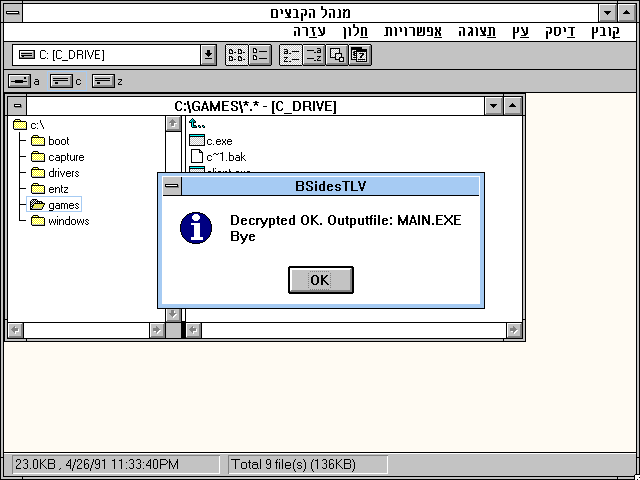 מנהל הקבצים
קובץ דיסק עץ תצוגה אפשרויות חלון עזרה
C: [C_DRIVE]
a c z
C:\GAMES\*.* - [C_DRIVE]
c:\
boot
capture
drivers
entz
games
windows
c.exe
c~1.bak
client.exe
BSidesTLV
Decrypted OK. Outputfile: MAIN.EXE
Bye
OK
23.0KB , 4/26/91 11:33:40PM
Total 9 file(s) (136KB)